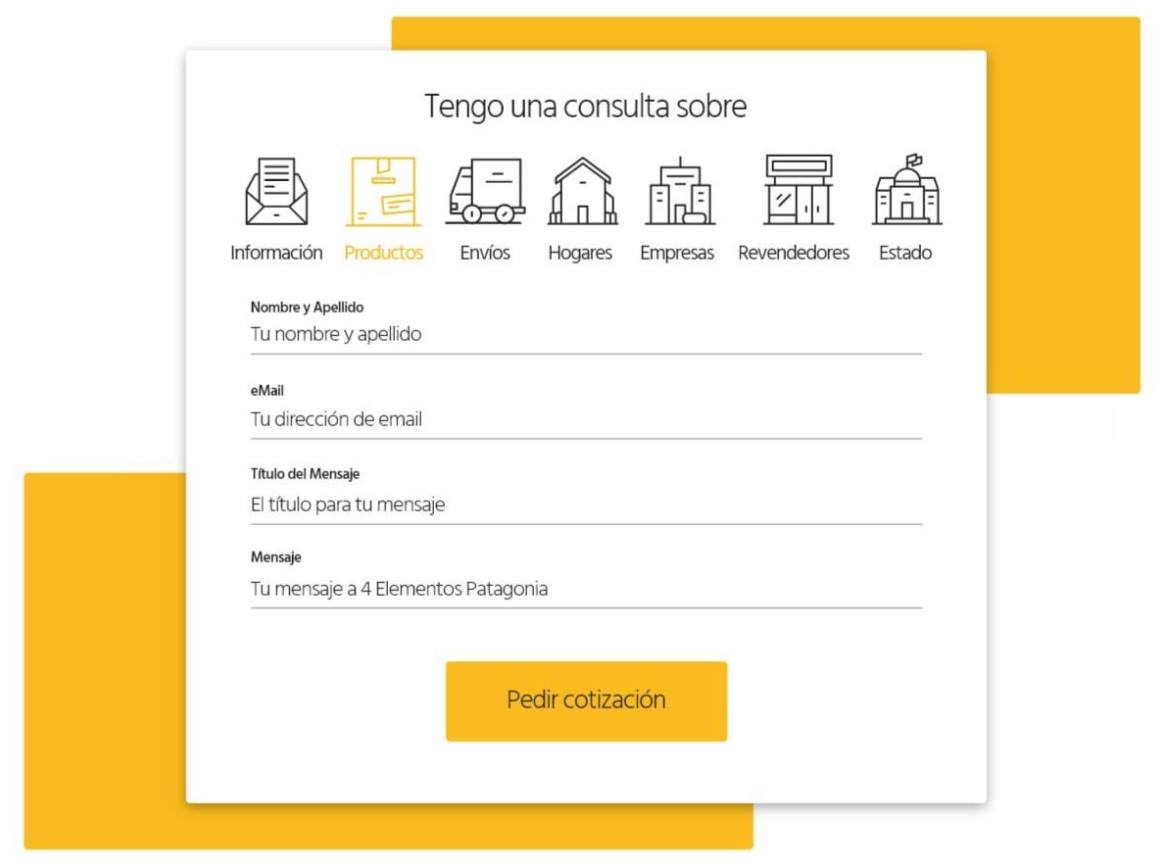 Tengo una consulta sobre
Información Productos Envíos Hogares Empresas Revendedores Estado
Nombre y Apellido
Tu nombre y apellido
eMail
Tu dirección de email
Título del Mensaje
El título para tu mensaje
Mensaje
Tu mensaje a 4 Elementos Patagonia
Pedir cotización